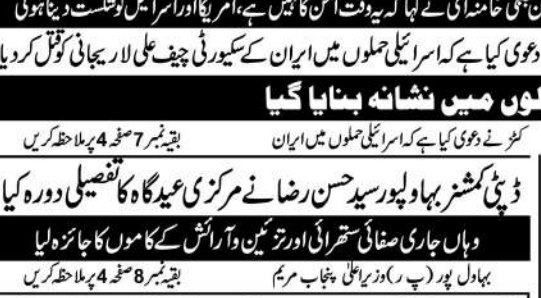 ای نے کہا کہ یہ وقت امن کا نہیں ہے، امریکا اور اسرائیل کو شکست دینا ہوگی
دعویٰ کیا ہے کہ اسرائیلی حملوں میں ایران کے سکیورٹی چیف علی لاریجانی کو قتل کر دیا
لوں میں نشانہ بنایا گیا
کٹز نے دعویٰ کیا ہے کہ اسرائیلی حملوں میں ایران بقیہ نمبر 7 صفحہ 4 پر ملاحظہ کریں
ڈپٹی کمشنر بہاولپور سید حسن رضا نے مرکزی عیدگاہ کا تفصیلی دورہ کیا
وہاں جاری صفائی ستھرائی اور تزئین و آرائش کے کاموں کا جائزہ لیا
بہاول پور (پ ر) وزیراعلیٰ پنجاب مریم بقیہ نمبر 8 صفحہ 4 پر ملاحظہ کریں